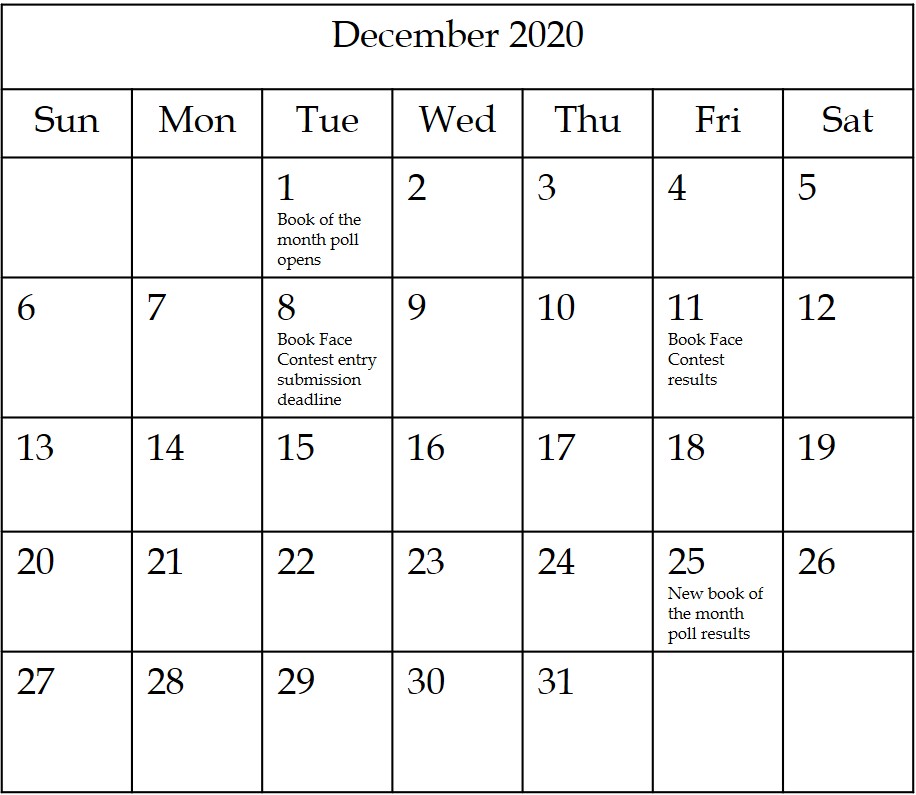 December 2020
Sun Mon Tue Wed Thu Fri Sat
1 2 3 4 5
Book of the
month poll
opens
6 7 8 9 10 11 12
Book Face
Contest entry
submission
deadline
Book Face
Contest
results
13 14 15 16 17 18 19
20 21 22 23 24 25 26
New book of
the month
poll results
27 28 29 30 31